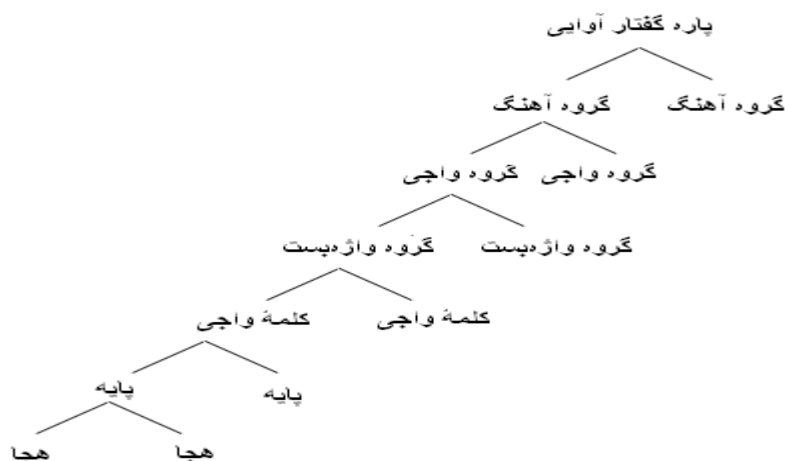 پاره گفتار آوایی
گروه آهنگ گروه آهنگ
گروه واجی گروه واجی
گروه واژه‌بست گروه واژه‌بست
کلمهٔ واجی کلمهٔ واجی
پایه پایه
هجا هجا